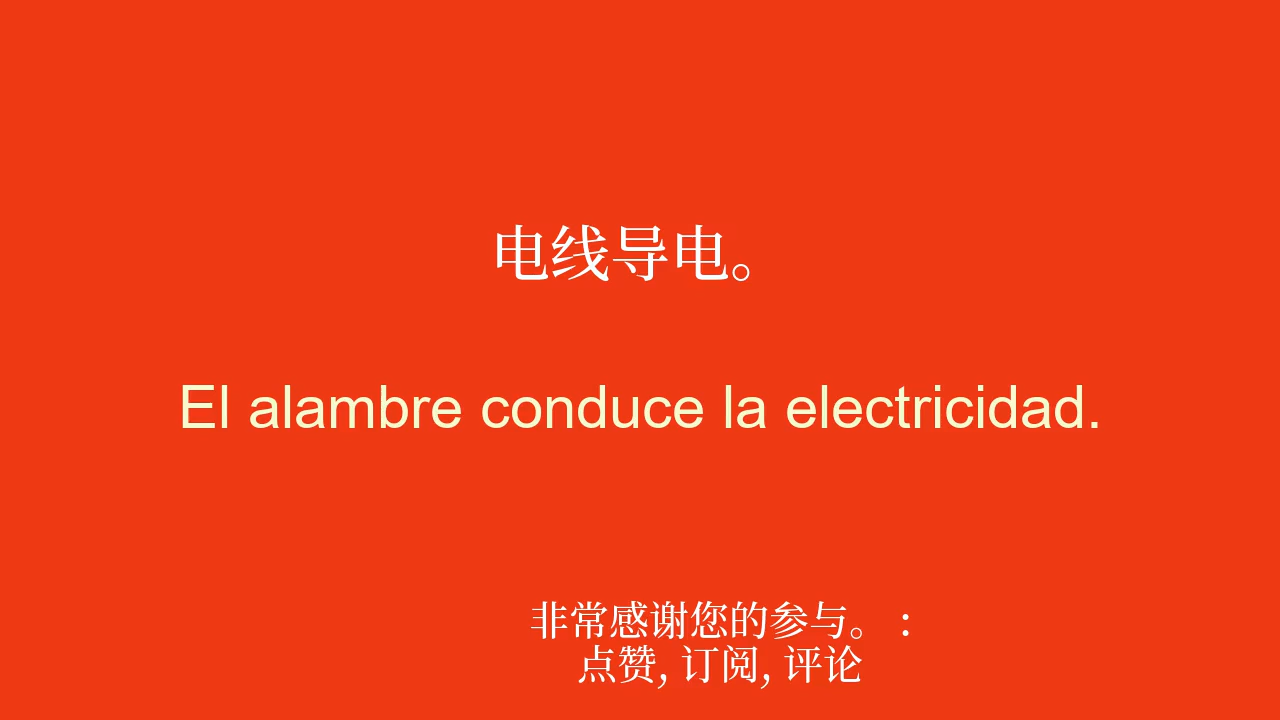 电线导电。
El alambre conduce la electricidad.
非常感谢您的参与。 :
点赞, 订阅, 评论